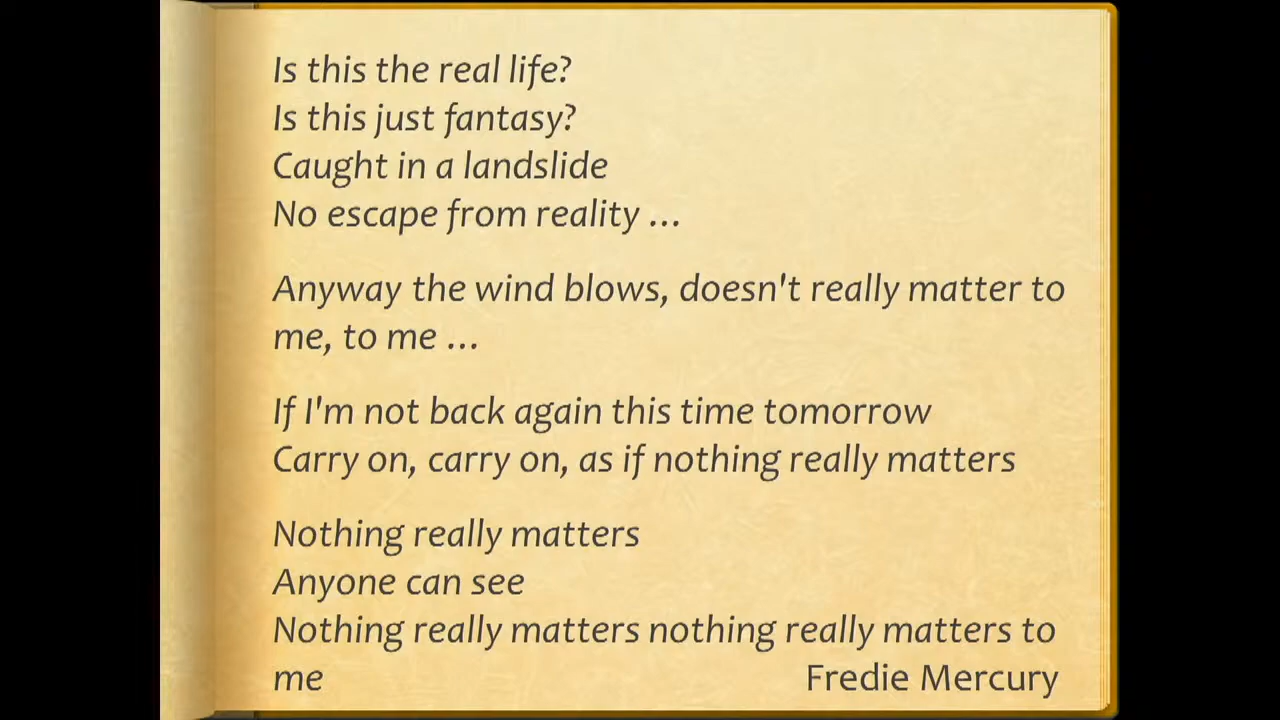 Is this the real life?
Is this just fantasy?
Caught in a landslide
No escape from reality …
Anyway the wind blows, doesn't really matter to
me, to me …
If I'm not back again this time tomorrow
Carry on, carry on, as if nothing really matters
Nothing really matters
Anyone can see
Nothing really matters nothing really matters to
me Fredie Mercury